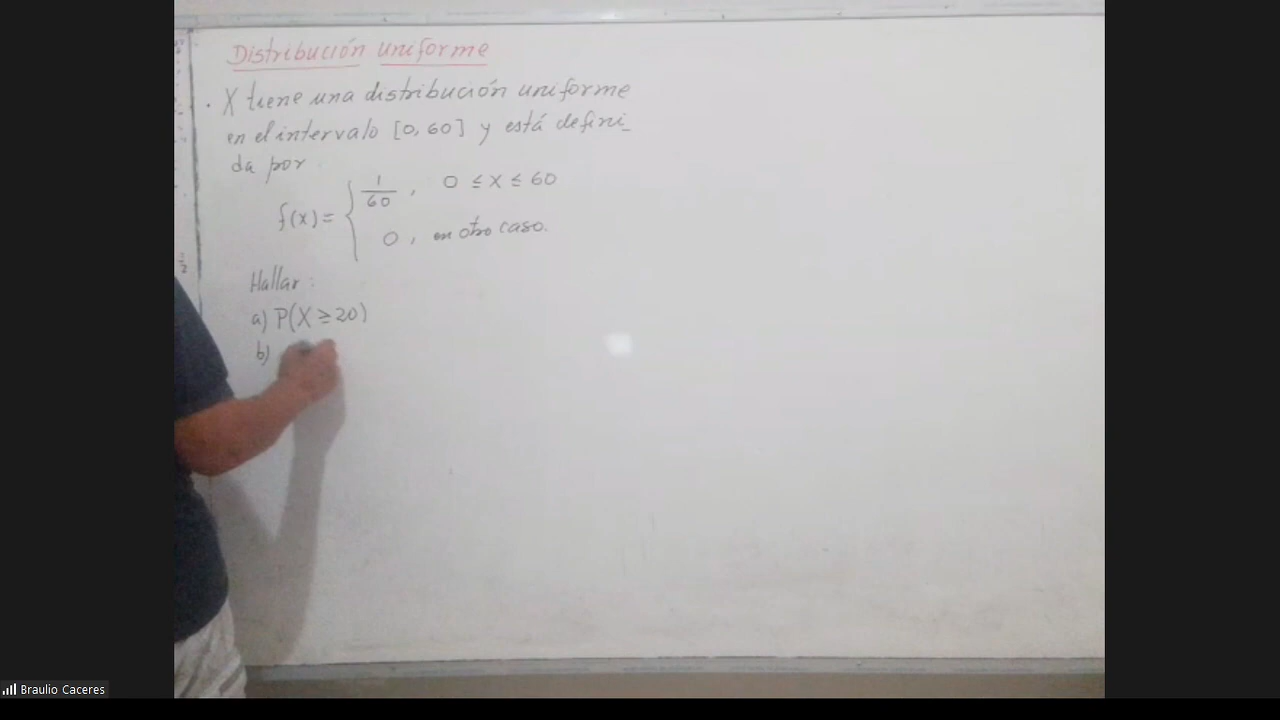 Distribución uniforme
. X tiene una distribución uniforme
en el intervalo [0, 60] y está defini_
da por :
f(x) = { 1/60 , 0 ≤ X ≤ 60
0 , en otro caso.
Hallar :
a) P(X ≥ 20)
b)
Braulio Caceres